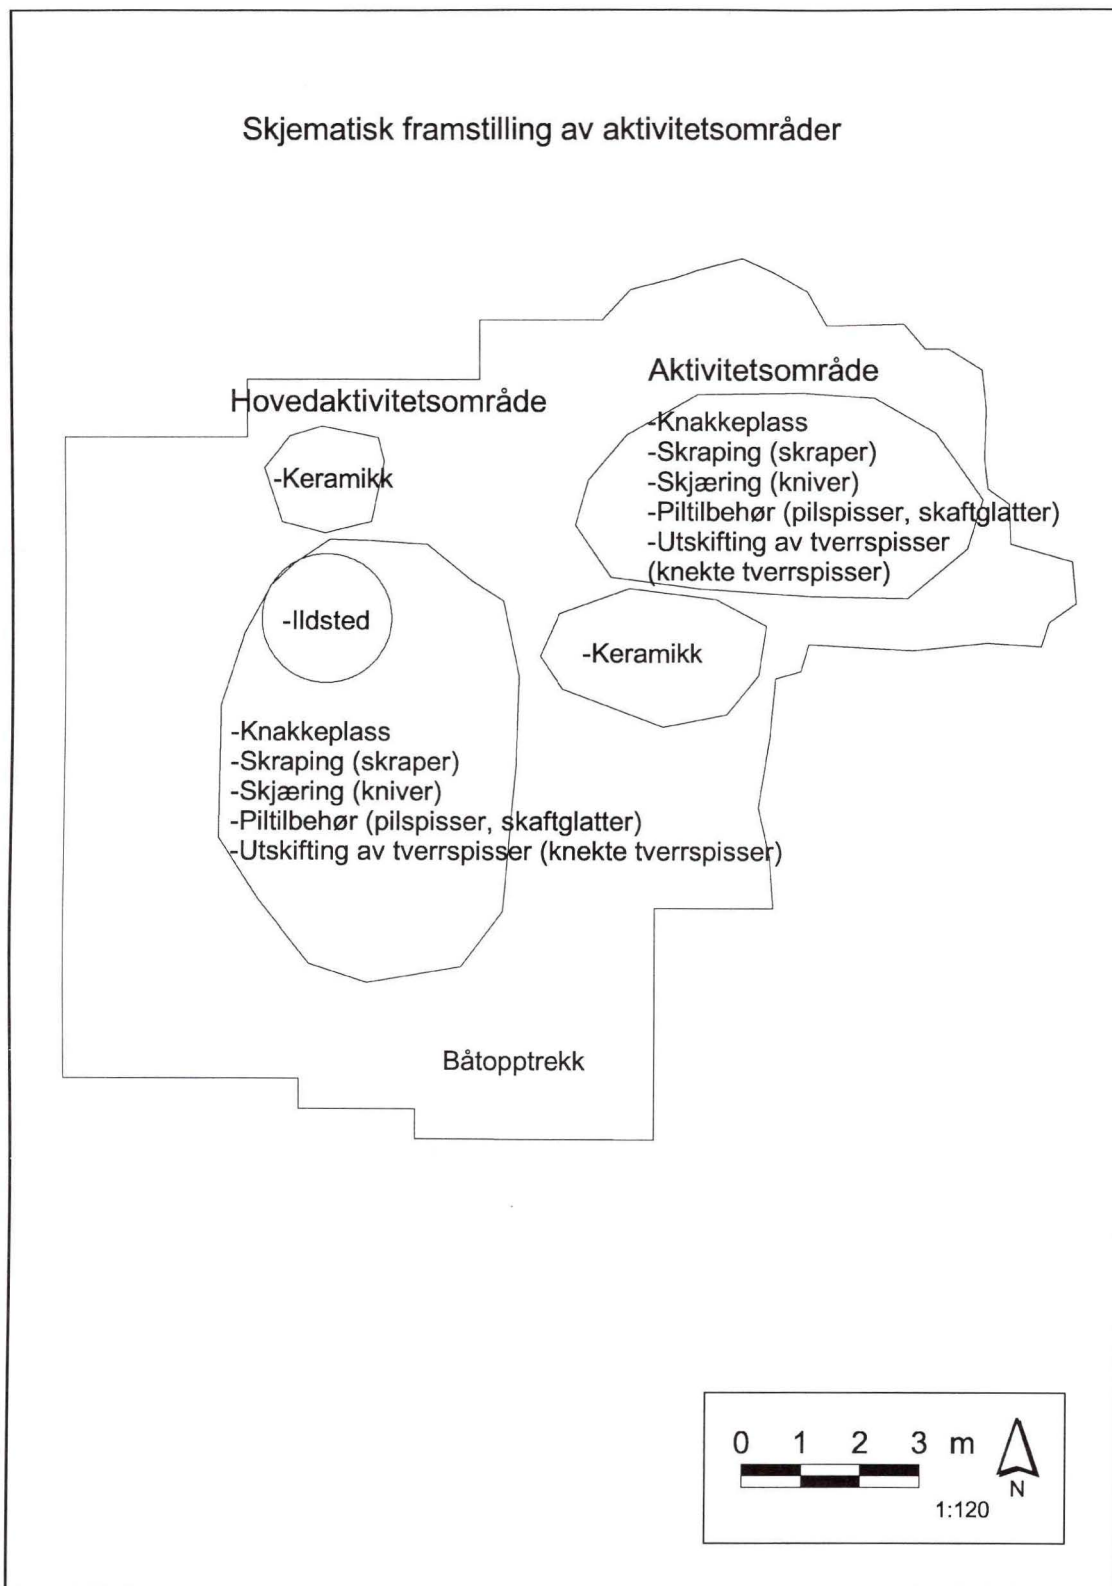 Skjematisk framstilling av aktivitetsområder
Hovedaktivitetsområde
-Keramikk
-Ildsted
-Knakkeplass
-Skraping (skraper)
-Skjæring (kniver)
-Piltilbehør (pilspisser, skaftglatter)
-Utskifting av tverrspisser (knekte tverrspisser)
Aktivitetsområde
-Knakkeplass
-Skraping (skraper)
-Skjæring (kniver)
-Piltilbehør (pilspisser, skaftglatter)
-Utskifting av tverrspisser
(knekte tverrspisser)
-Keramikk
Båtopptrekk
0 1 2 3 m
N
1:120